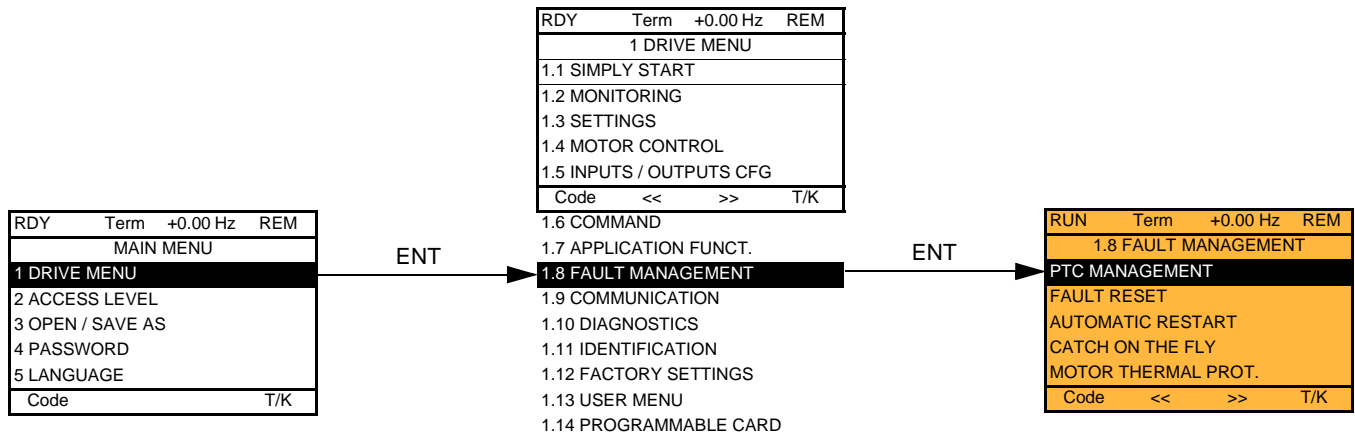 RDY Term +0.00 Hz REM
MAIN MENU
1 DRIVE MENU
2 ACCESS LEVEL
3 OPEN / SAVE AS
4 PASSWORD
5 LANGUAGE
Code T/K
ENT
RDY Term +0.00 Hz REM
1 DRIVE MENU
1.1 SIMPLY START
1.2 MONITORING
1.3 SETTINGS
1.4 MOTOR CONTROL
1.5 INPUTS / OUTPUTS CFG
Code << >> T/K
1.6 COMMAND
1.7 APPLICATION FUNCT.
1.8 FAULT MANAGEMENT
1.9 COMMUNICATION
1.10 DIAGNOSTICS
1.11 IDENTIFICATION
1.12 FACTORY SETTINGS
1.13 USER MENU
1.14 PROGRAMMABLE CARD
ENT
RUN Term +0.00 Hz REM
1.8 FAULT MANAGEMENT
PTC MANAGEMENT
FAULT RESET
AUTOMATIC RESTART
CATCH ON THE FLY
MOTOR THERMAL PROT.
Code << >> T/K